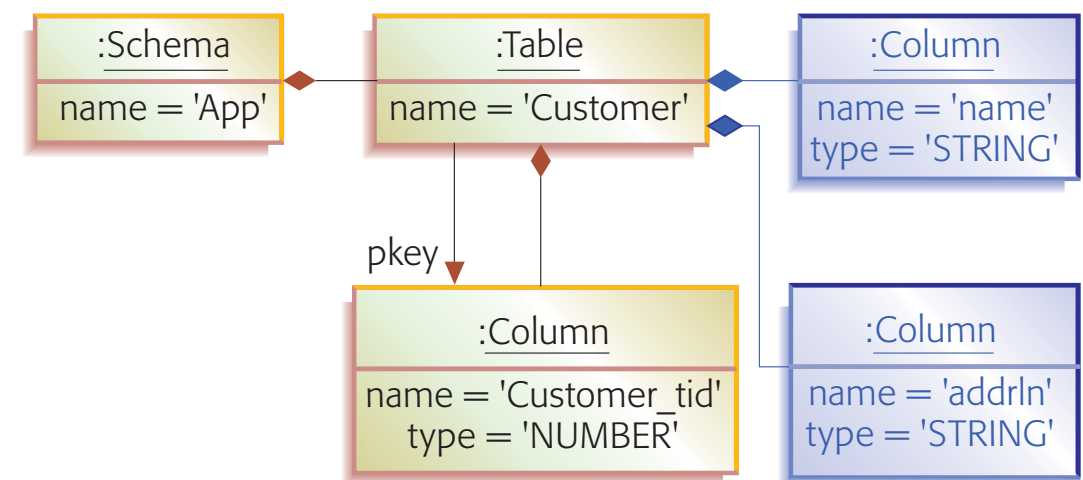 :Schema
name = 'App'
:Table
name = 'Customer'
:Column
name = 'name'
type = 'STRING'
pkey
:Column
name = 'Customer_tid'
type = 'NUMBER'
:Column
name = 'addrln'
type = 'STRING'